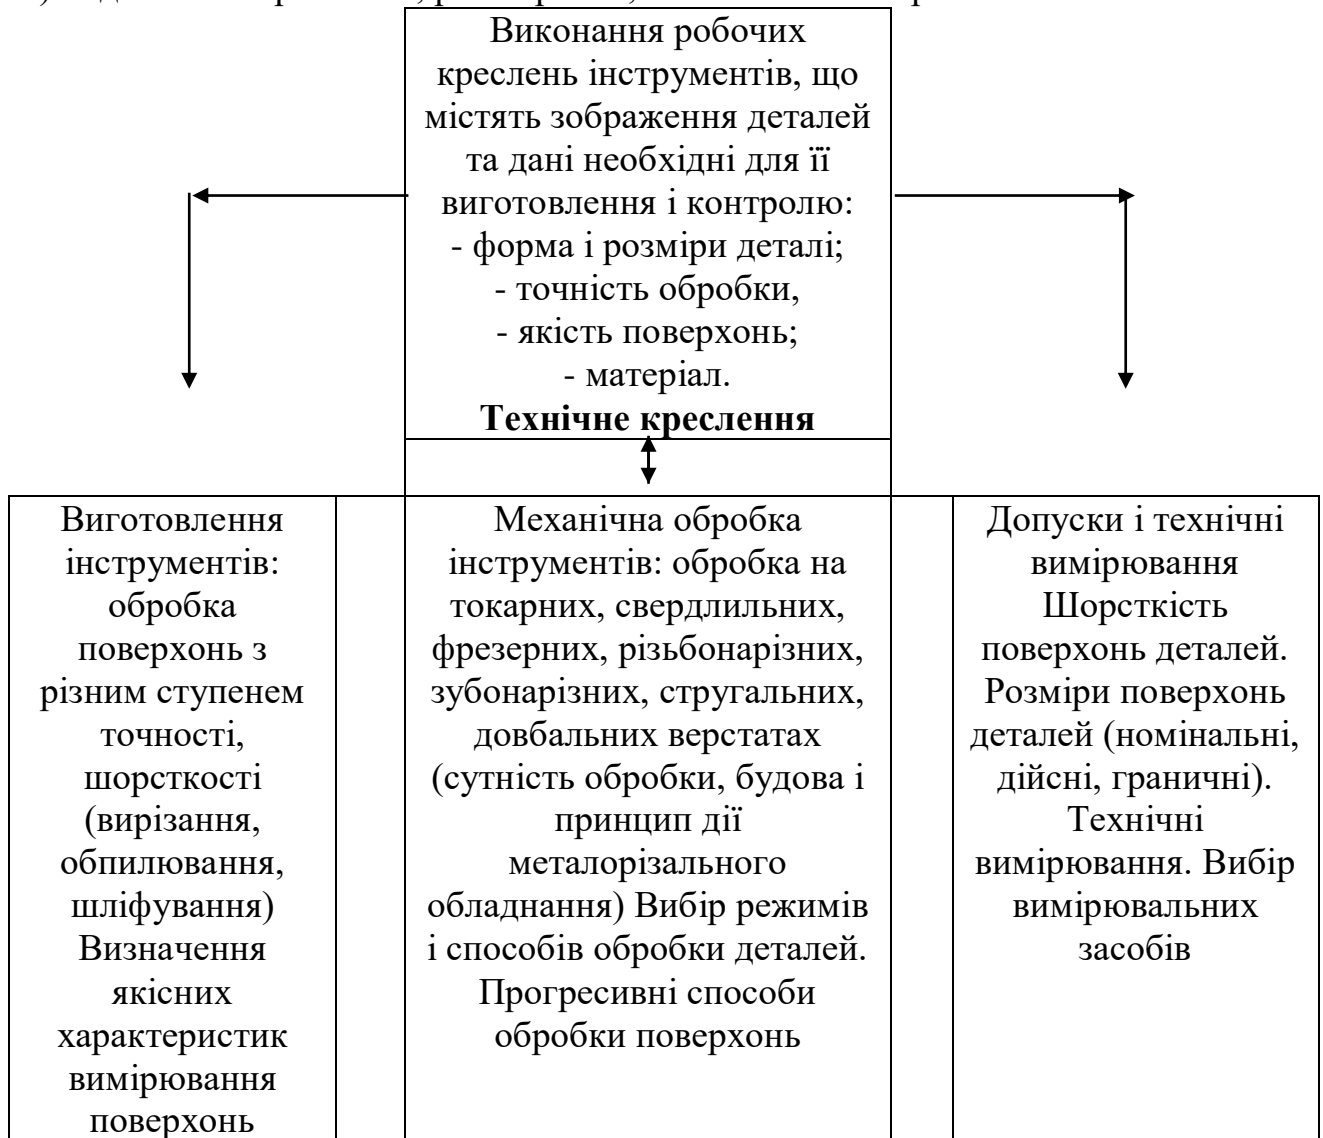 Виконання робочих
креслень інструментів, що
містять зображення деталей
та дані необхідні для її
виготовлення і контролю:
- форма і розміри деталі;
- точність обробки,
- якість поверхонь;
- матеріал.
Технічне креслення
Виготовлення
інструментів:
обробка
поверхонь з
різним ступенем
точності,
шорсткості
(вирізання,
обпилювання,
шліфування)
Визначення
якісних
характеристик
вимірювання
поверхонь
Механічна обробка
інструментів: обробка на
токарних, свердлильних,
фрезерних, різьбонарізних,
зубонарізних, стругальних,
довбальних верстатах
(сутність обробки, будова і
принцип дії
металорізального
обладнання) Вибір режимів
і способів обробки деталей.
Прогресивні способи
обробки поверхонь
Допуски і технічні
вимірювання
Шорсткість
поверхонь деталей.
Розміри поверхонь
деталей (номінальні,
дійсні, граничні).
Технічні
вимірювання. Вибір
вимірювальних
засобів